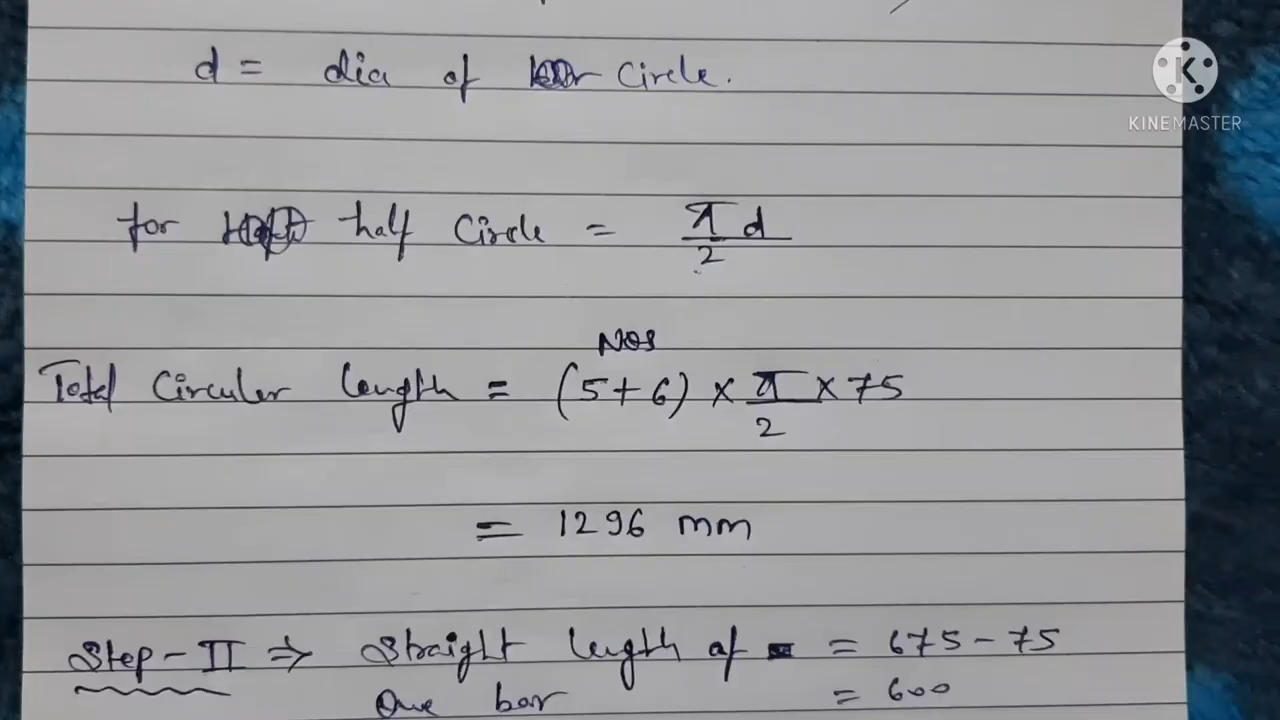 d = dia of Circle.
K
KINEMASTER
for half Circle = π d / 2
Nos
Total Circular length = (5+6) × π/2 × 75
= 1296 mm
Step-II ⇒ Straight length of = 675-75
One bar = 600